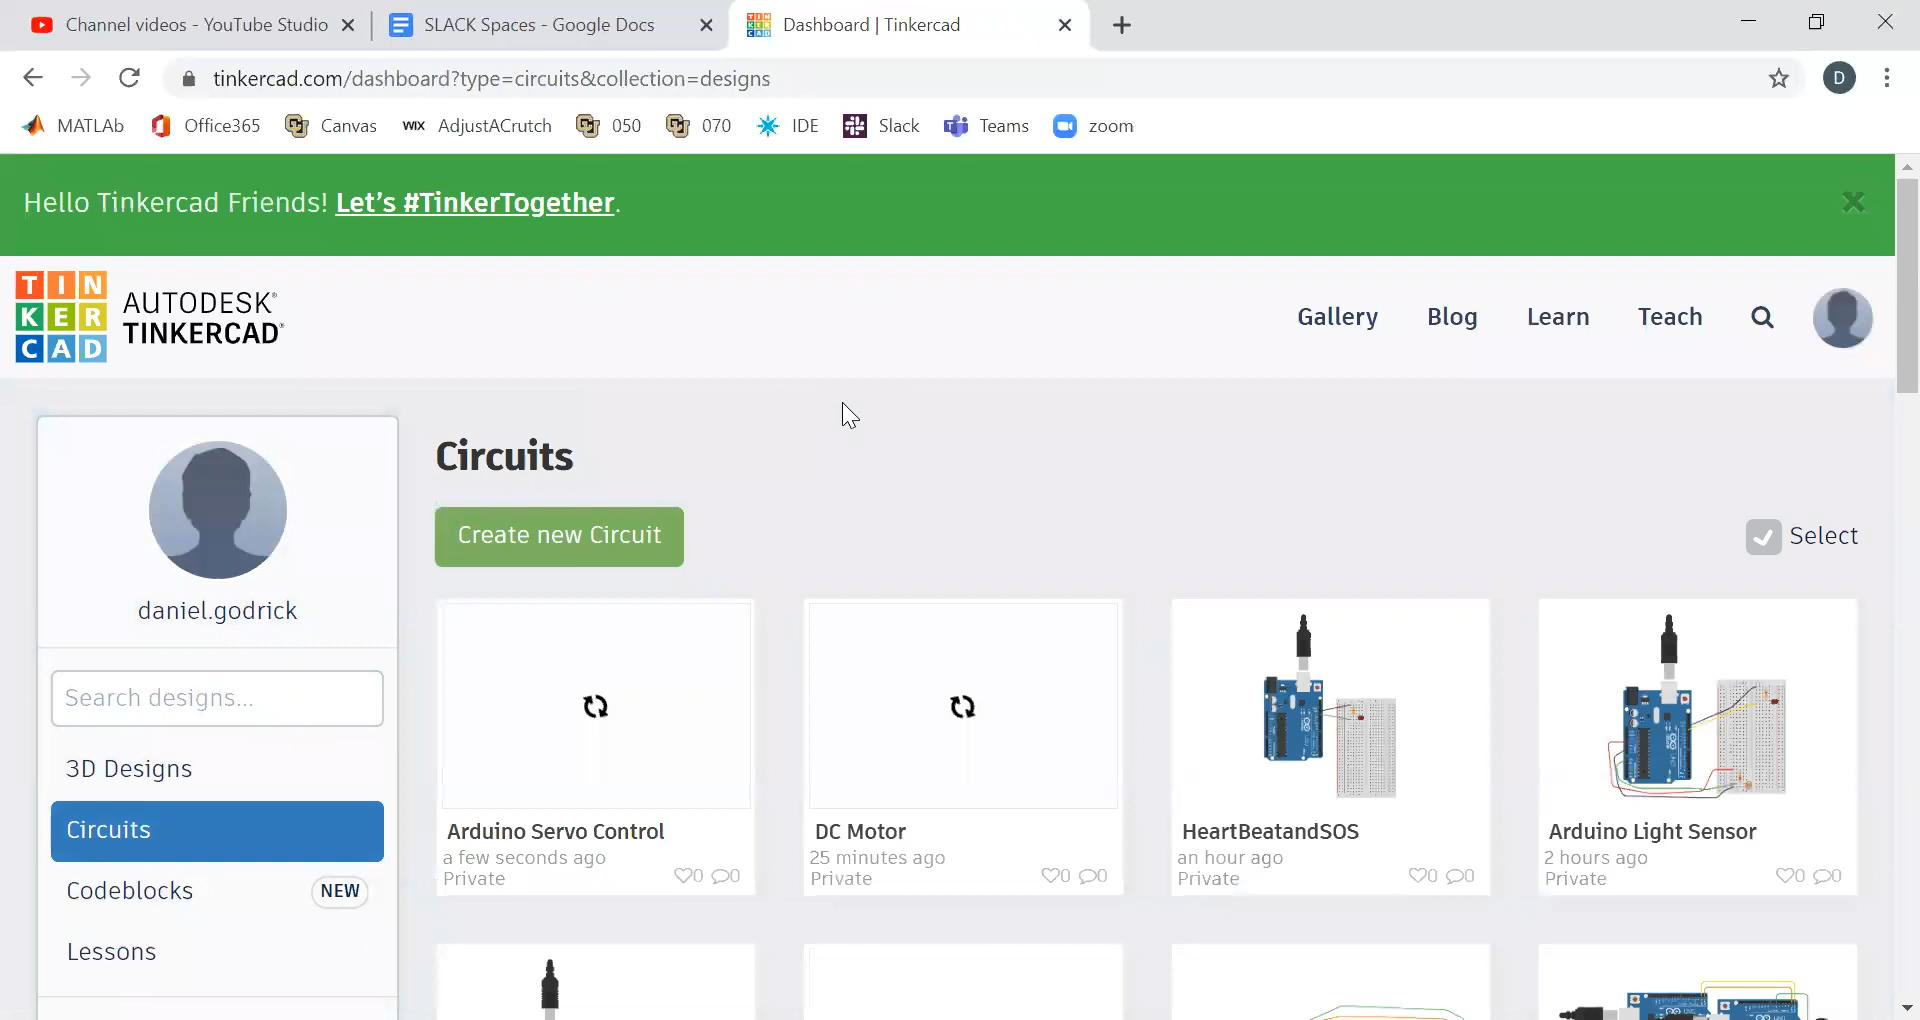 Channel videos - YouTube Studio
SLACK Spaces - Google Docs
Dashboard | Tinkercad
tinkercad.com/dashboard?type=circuits&collection=designs
D
MATLAb
Office365
Canvas
WIX AdjustACrutch
050
070
IDE
Slack
Teams
zoom
Hello Tinkercad Friends! Let's #TinkerTogether.
TIN
KER
CAD
AUTODESK®
TINKERCAD®
Gallery
Blog
Learn
Teach
daniel.godrick
Search designs...
3D Designs
Circuits
Codeblocks NEW
Lessons
Circuits
Create new Circuit
Select
Arduino Servo Control
a few seconds ago
Private
0 0
DC Motor
25 minutes ago
Private
0 0
HeartBeatandSOS
an hour ago
Private
0 0
Arduino Light Sensor
2 hours ago
Private
0 0